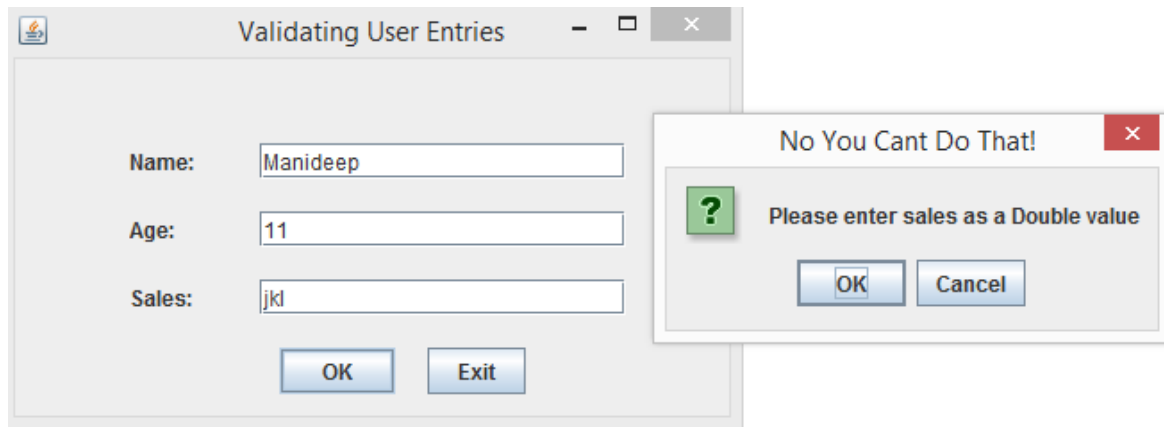 Validating User Entries
Name: Manideep
Age: 11
Sales: jkl
OK Exit
No You Cant Do That!
Please enter sales as a Double value
OK Cancel